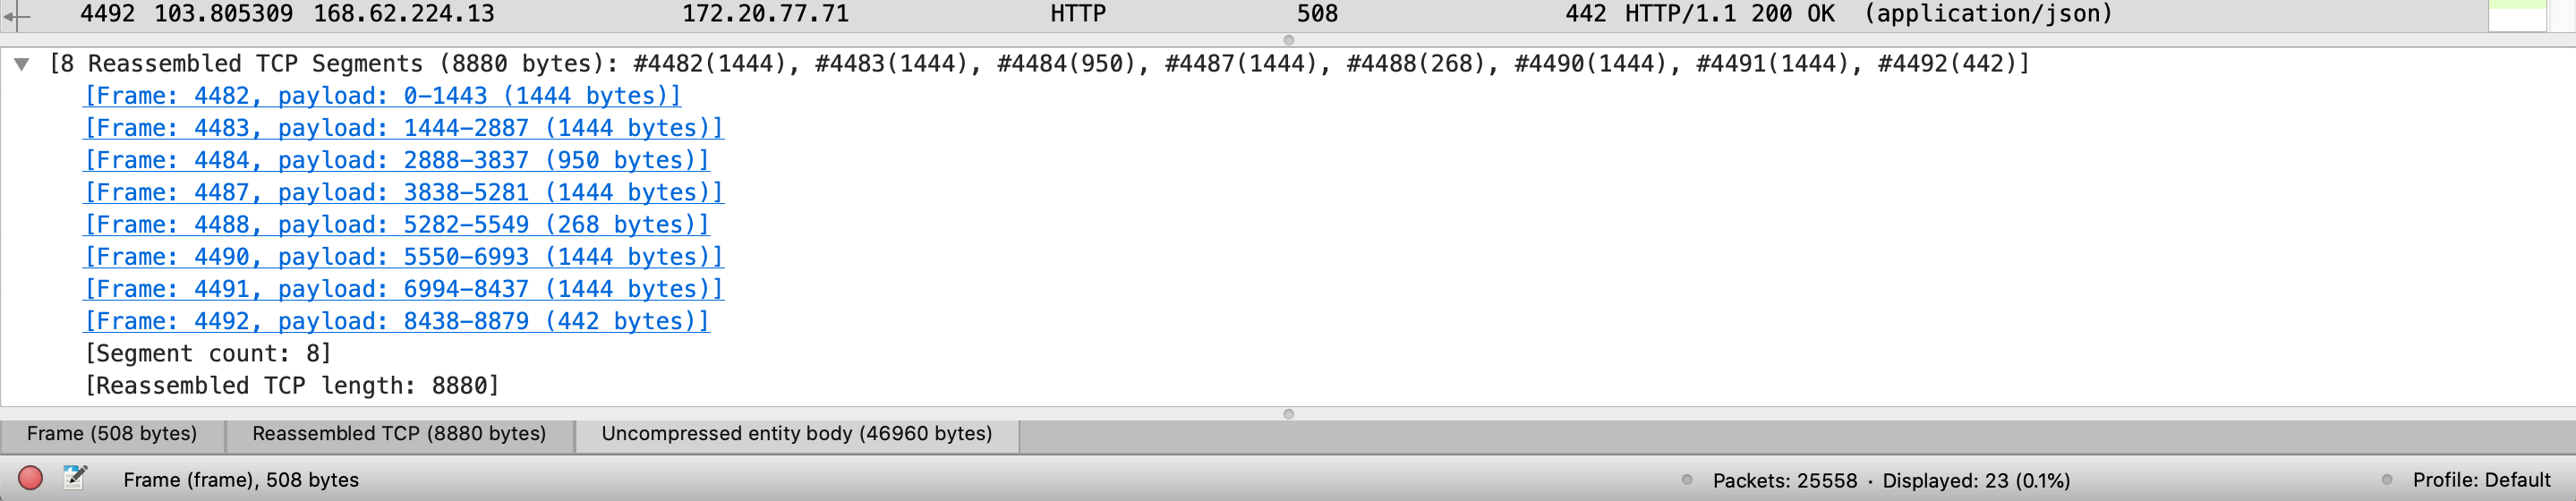 4492 103.805309 168.62.224.13 172.20.77.71 HTTP 508 442 HTTP/1.1 200 OK (application/json)
[8 Reassembled TCP Segments (8880 bytes): #4482(1444), #4483(1444), #4484(950), #4487(1444), #4488(268), #4490(1444), #4491(1444), #4492(442)]
[Frame: 4482, payload: 0-1443 (1444 bytes)]
[Frame: 4483, payload: 1444-2887 (1444 bytes)]
[Frame: 4484, payload: 2888-3837 (950 bytes)]
[Frame: 4487, payload: 3838-5281 (1444 bytes)]
[Frame: 4488, payload: 5282-5549 (268 bytes)]
[Frame: 4490, payload: 5550-6993 (1444 bytes)]
[Frame: 4491, payload: 6994-8437 (1444 bytes)]
[Frame: 4492, payload: 8438-8879 (442 bytes)]
[Segment count: 8]
[Reassembled TCP length: 8880]
Frame (508 bytes) Reassembled TCP (8880 bytes) Uncompressed entity body (46960 bytes)
Frame (frame), 508 bytes Packets: 25558 · Displayed: 23 (0.1%) Profile: Default